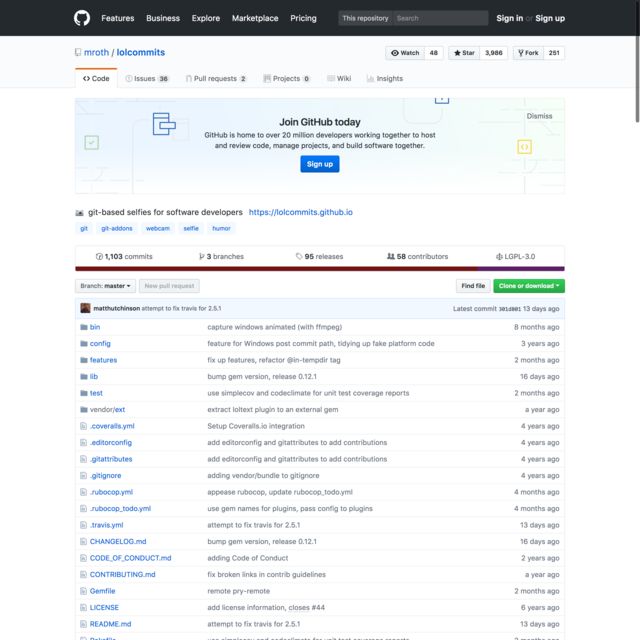 Features Business Explore Marketplace Pricing This repository Search Sign in or Sign up
mroth / lolcommits Watch 48 Star 3,986 Fork 251
Code Issues 36 Pull requests 2 Projects 0 Wiki Insights
Join GitHub today
Dismiss
GitHub is home to over 20 million developers working together to host
and review code, manage projects, and build software together.
Sign up
git-based selfies for software developers https://lolcommits.github.io
git git-addons webcam selfie humor
1,103 commits 3 branches 95 releases 58 contributors LGPL-3.0
Branch: master New pull request Find file Clone or download
matthutchinson attempt to fix travis for 2.5.1 Latest commit 13 days ago
bin capture windows animated (with ffmpeg) 8 months ago
config feature for Windows post commit path, tidying up fake platform code 3 years ago
features fix up features, refactor @in-tempdir tag 2 months ago
lib bump gem version, release 0.12.1 16 days ago
test use simplecov and codeclimate for unit test coverage reports 2 months ago
vendor/ext extract loltext plugin to an external gem a year ago
.coveralls.yml Setup Coveralls.io integration 4 years ago
.editorconfig add editorconfig and gitattributes to add contributions 4 years ago
.gitattributes add editorconfig and gitattributes to add contributions 4 years ago
.gitignore adding vendor/bundle to gitignore 4 years ago
.rubocop.yml appease rubocop, update rubocop_todo.yml 4 months ago
.rubocop_todo.yml use gem names for plugins, pass config to plugins 4 months ago
.travis.yml attempt to fix travis for 2.5.1 13 days ago
CHANGELOG.md bump gem version, release 0.12.1 16 days ago
CODE_OF_CONDUCT.md adding Code of Conduct 2 years ago
CONTRIBUTING.md fix broken links in contrib guidelines a year ago
Gemfile remote pry-remote 2 months ago
LICENSE add license information, closes #44 6 years ago
README.md attempt to fix travis for 2.5.1 13 days ago